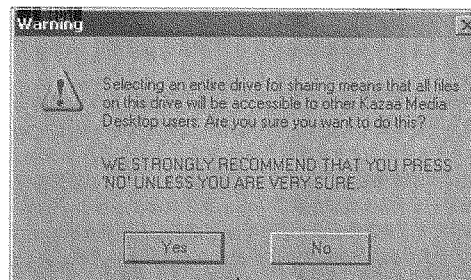 Warning
Selecting an entire drive for sharing means that all files
on this drive will be accessible to other Kazaa Media
Desktop users. Are you sure you want to do this?
WE STRONGLY RECOMMEND THAT YOU PRESS
'NO' UNLESS YOU ARE VERY SURE.
Yes
No